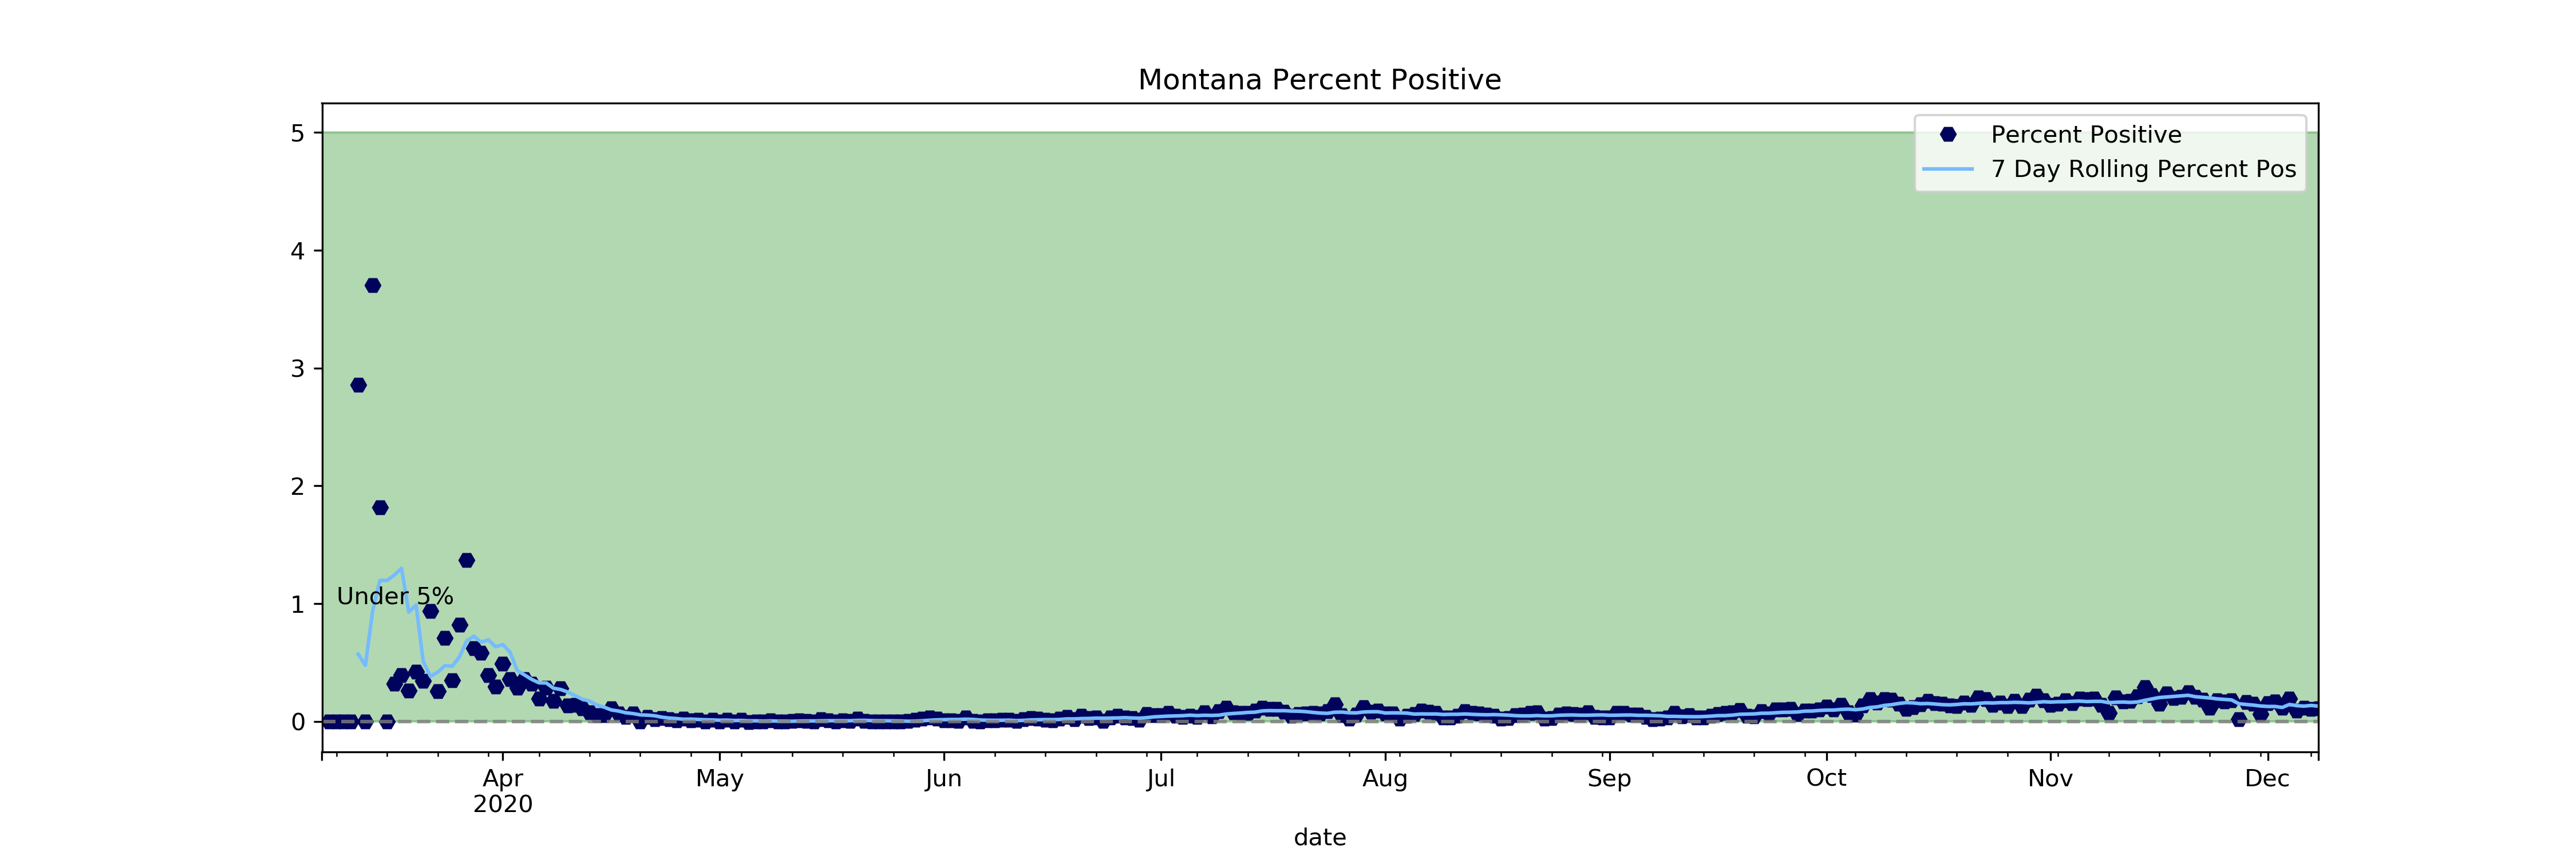 Montana Percent Positive
Percent Positive
7 Day Rolling Percent Pos
5
4
3
2
1
0
Under 5%
Apr
2020
May
Jun
Jul
Aug
Sep
Oct
Nov
Dec
date